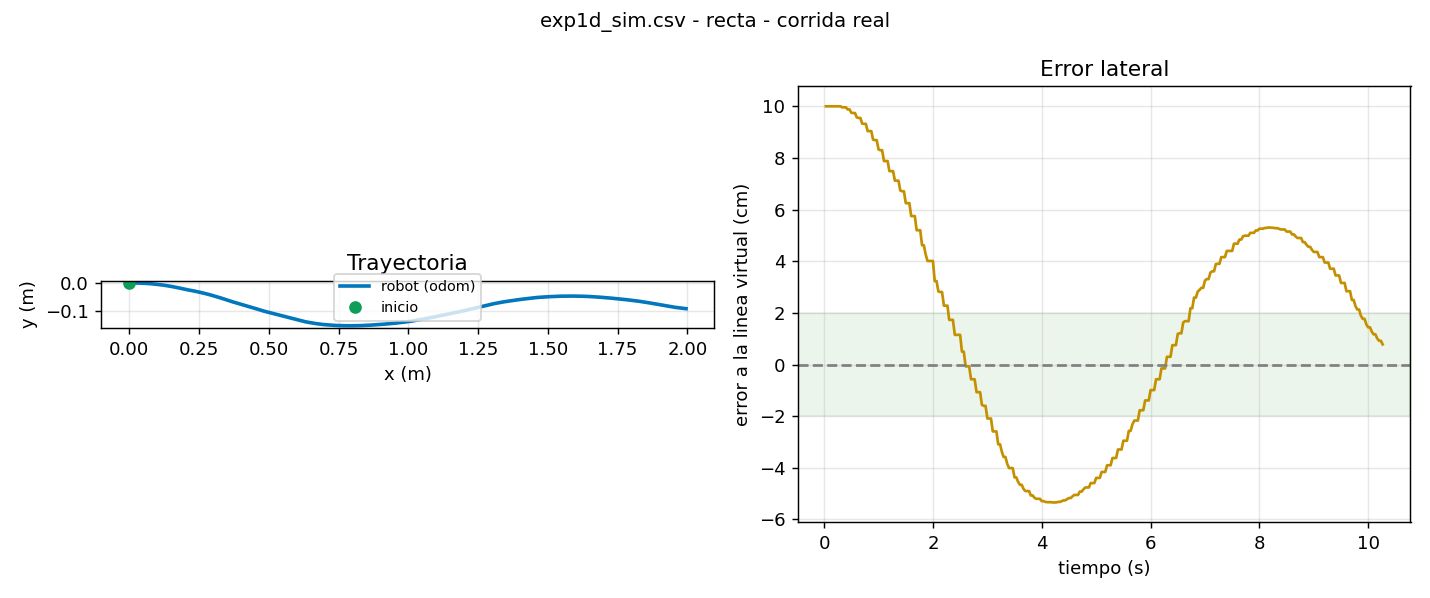 exp1d_sim.csv - recta - corrida real
Trayectoria
y (m)
0.0
−0.1
robot (odom)
inicio
0.00 0.25 0.50 0.75 1.00 1.25 1.50 1.75 2.00
x (m)
Error lateral
error a la linea virtual (cm)
10
8
6
4
2
0
−2
−4
−6
0 2 4 6 8 10
tiempo (s)